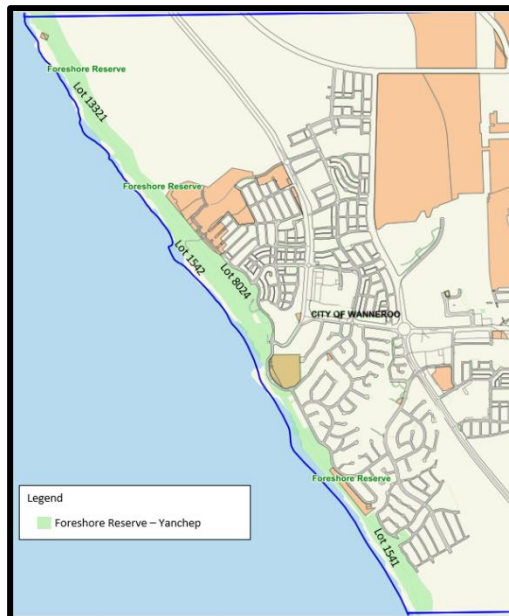 Foreshore Reserve
Lot 13321
Foreshore Reserve
Lot 1542
Lot 8024
CITY OF WANNEROO
Foreshore Reserve
Lot 1541
Legend
Foreshore Reserve – Yanchep